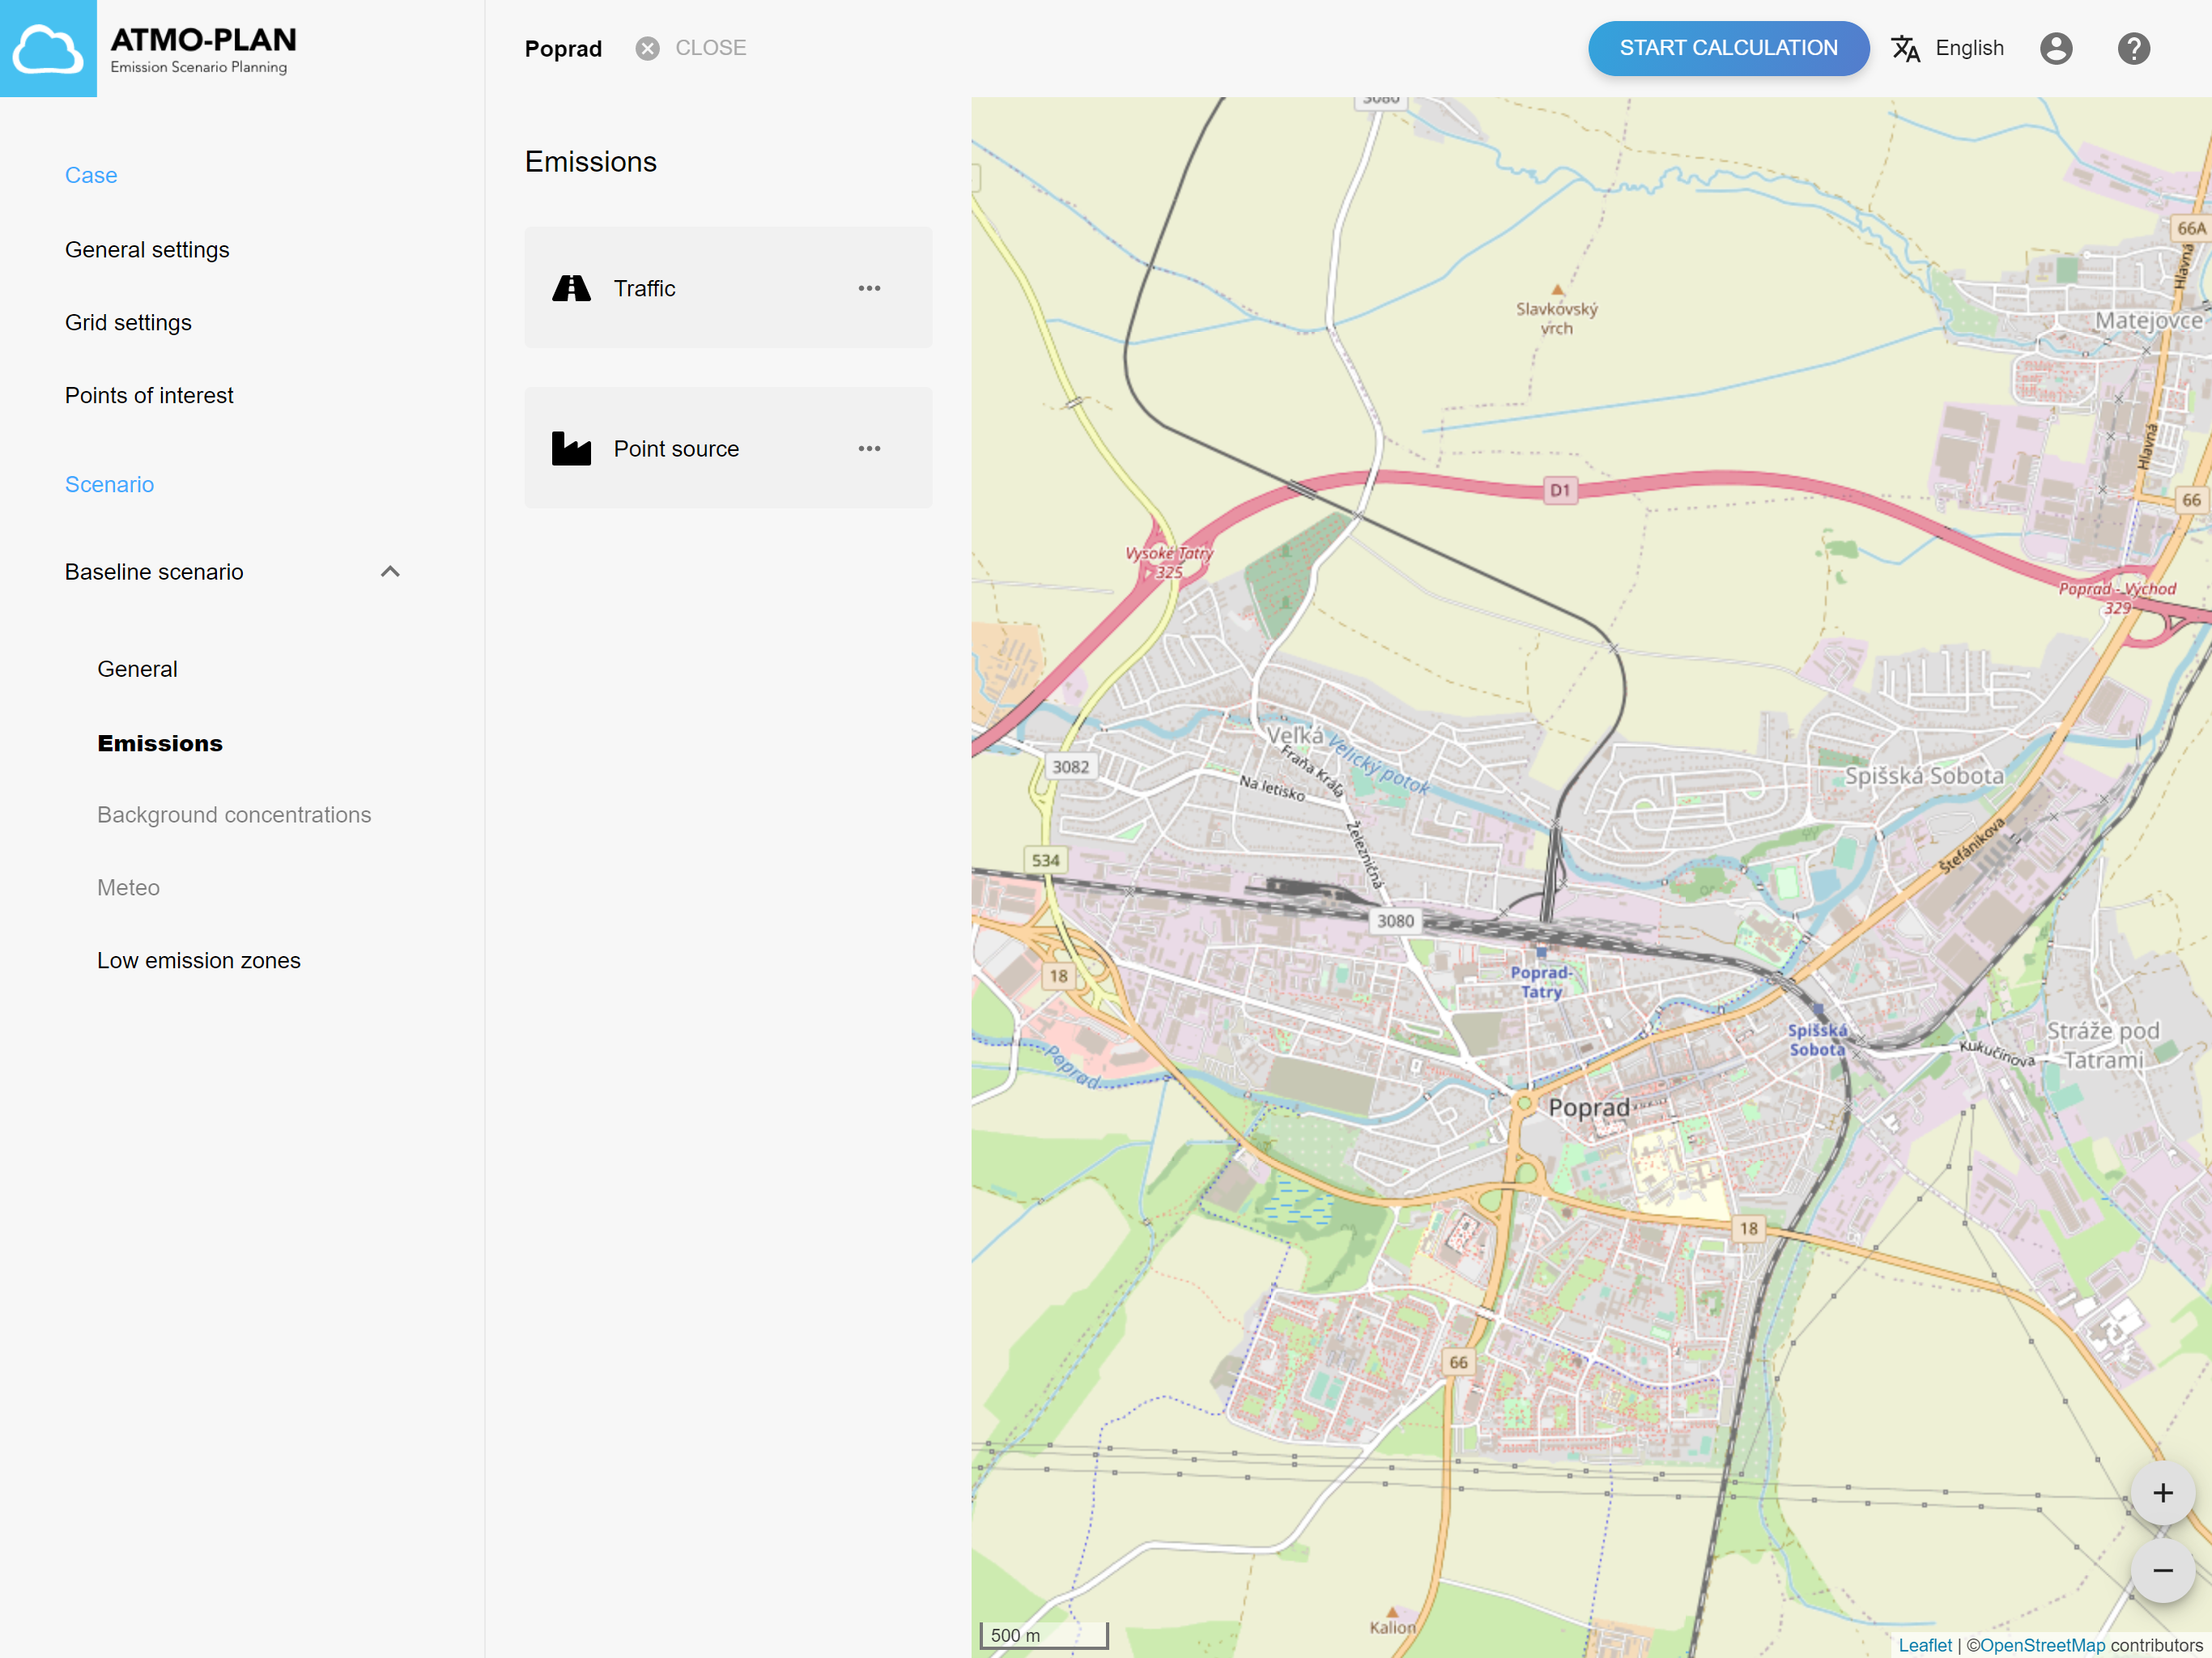 ATMO-PLAN
Emission Scenario Planning
Poprad
CLOSE
START CALCULATION
English
Case
General settings
Grid settings
Points of interest
Scenario
Baseline scenario
General
Emissions
Background concentrations
Meteo
Low emission zones
Emissions
Traffic
Point source
3080
66A
Hlavná
Slavkovský
vrch
Matejovce
Hlavná
D1
66
Vysoké Tatry
325
Poprad - Východ
329
Veľká
Velický potok
3082
Fraňa Kráľa
Na letisko
Spišská Sobota
Železničná
Štefánikova
534
3080
18
Poprad-
Tatry
Spišská
Sobota
Kukučínova
Stráže pod
Tatrami
Poprad
Poprad
18
66
Kalion
500 m
+
−
Leaflet | ©OpenStreetMap contributors